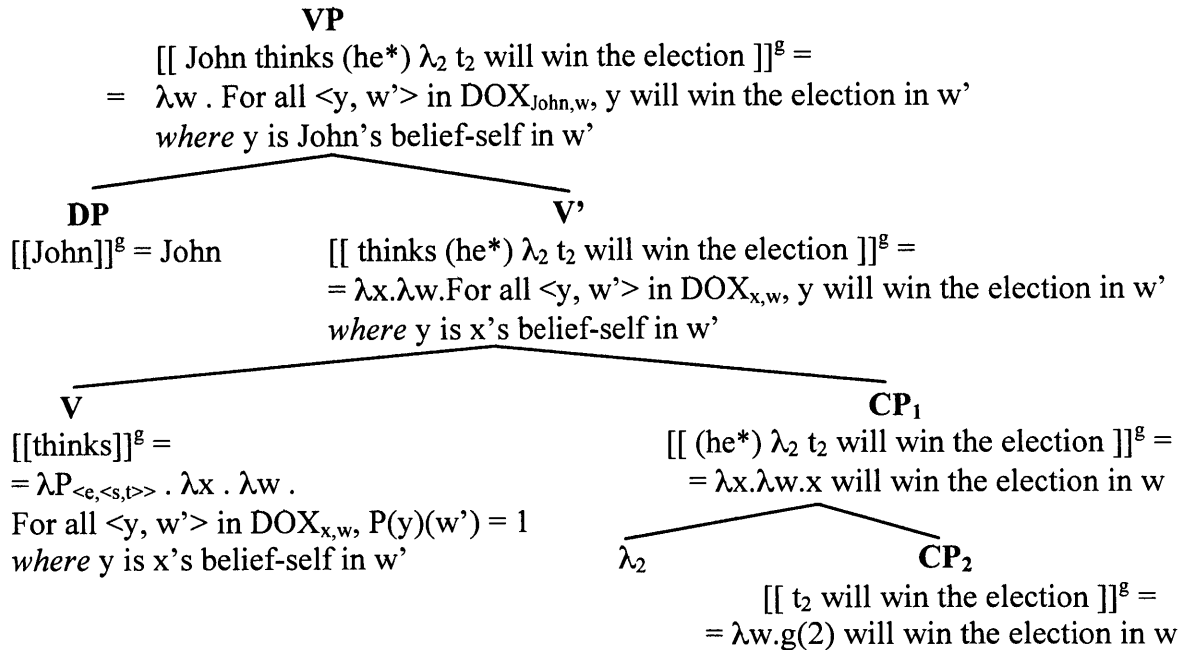 VP
[[ John thinks (he*) λ₂ t₂ will win the election ]]ᵍ =
= λw . For all <y, w’> in DOX_John,w, y will win the election in w’
where y is John’s belief-self in w’
DP V’
[[John]]ᵍ = John [[ thinks (he*) λ₂ t₂ will win the election ]]ᵍ =
= λx.λw.For all <y, w’> in DOX_x,w, y will win the election in w’
where y is x’s belief-self in w’
V CP₁
[[thinks]]ᵍ = [[ (he*) λ₂ t₂ will win the election ]]ᵍ =
= λP_<e,<s,t>> . λx . λw . = λx.λw.x will win the election in w
For all <y, w’> in DOX_x,w, P(y)(w’) = 1
where y is x’s belief-self in w’ λ₂ CP₂
[[ t₂ will win the election ]]ᵍ =
= λw.g(2) will win the election in w